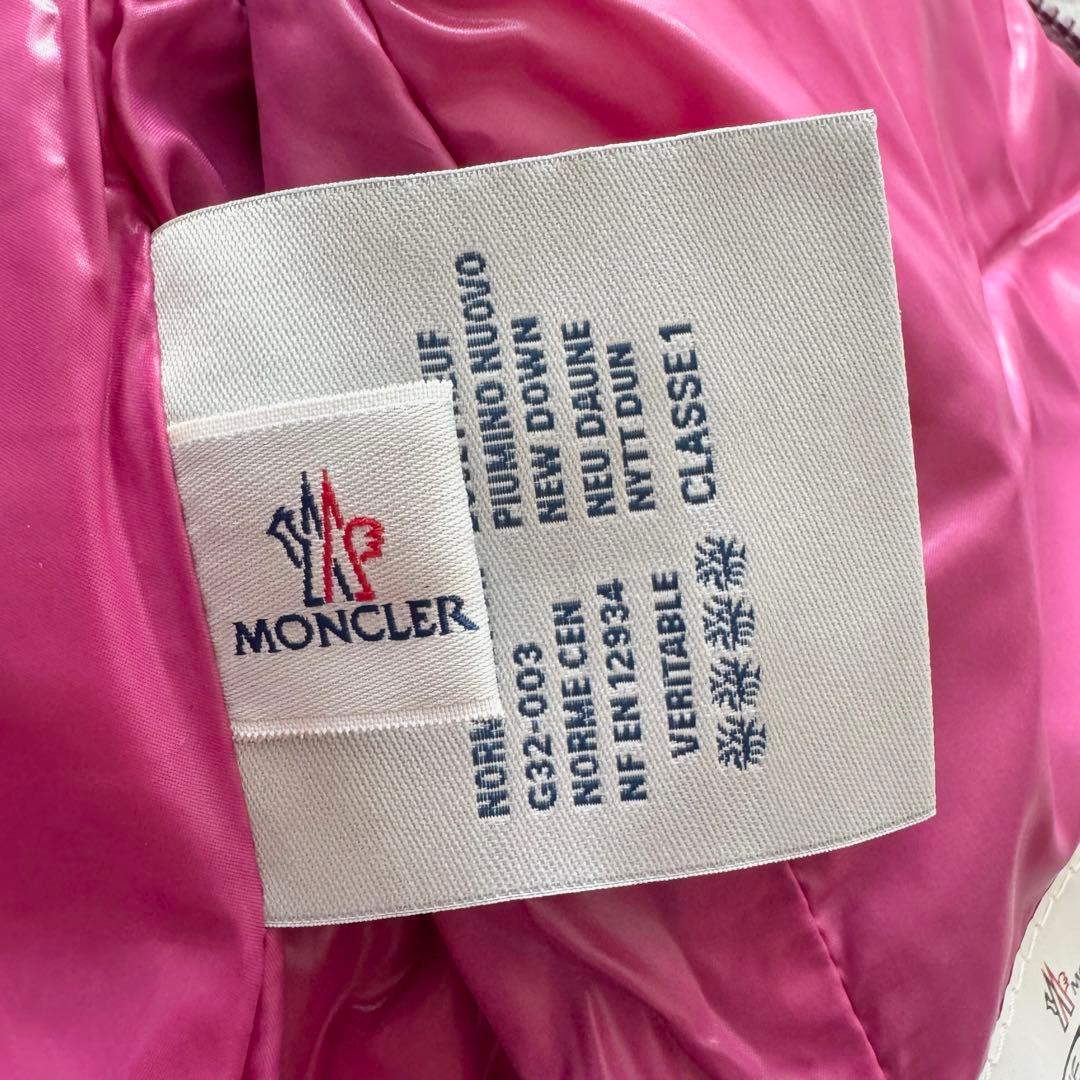 MONCLER
PIUMINO NUOVO
NEW DOWN
NEU DAUNE
NYTT DUN
CLASSE 1
G32-003
NORME CEN
NF.EN 12934
VERITABLE